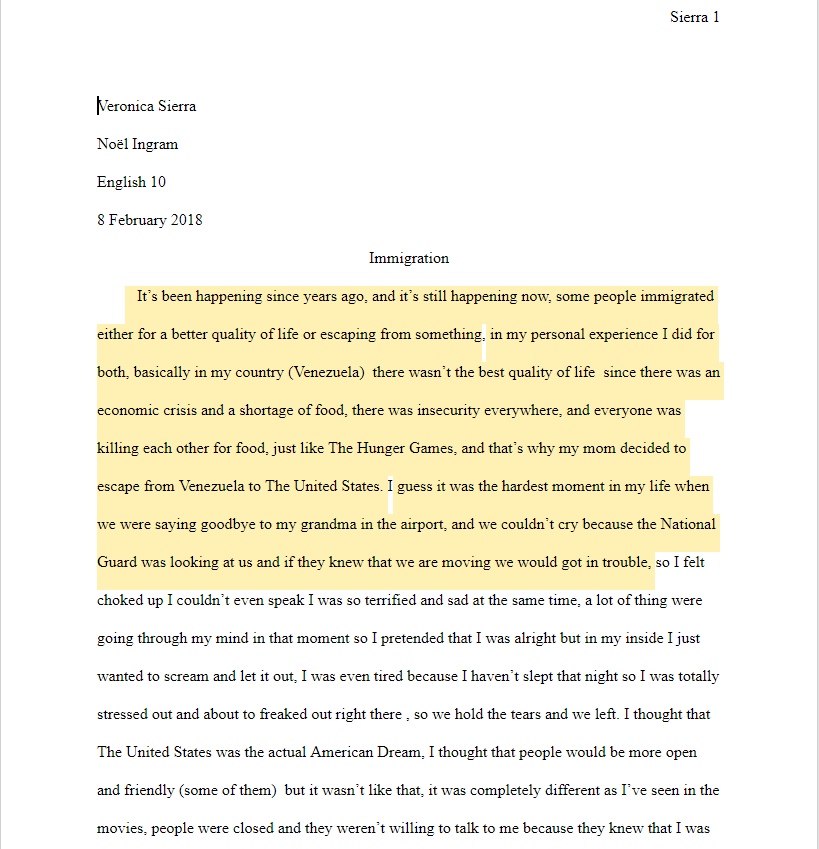 Sierra 1
Veronica Sierra
Noël Ingram
English 10
8 February 2018
Immigration
It’s been happening since years ago, and it’s still happening now, some people immigrated
either for a better quality of life or escaping from something, in my personal experience I did for
both, basically in my country (Venezuela)  there wasn’t the best quality of life  since there was an
economic crisis and a shortage of food, there was insecurity everywhere, and everyone was
killing each other for food, just like The Hunger Games, and that’s why my mom decided to
escape from Venezuela to The United States. I guess it was the hardest moment in my life when
we were saying goodbye to my grandma in the airport, and we couldn’t cry because the National
Guard was looking at us and if they knew that we are moving we would got in trouble, so I felt
choked up I couldn’t even speak I was so terrified and sad at the same time, a lot of thing were
going through my mind in that moment so I pretended that I was alright but in my inside I just
wanted to scream and let it out, I was even tired because I haven’t slept that night so I was totally
stressed out and about to freaked out right there , so we hold the tears and we left. I thought that
The United States was the actual American Dream, I thought that people would be more open
and friendly (some of them)  but it wasn’t like that, it was completely different as I’ve seen in the
movies, people were closed and they weren’t willing to talk to me because they knew that I was